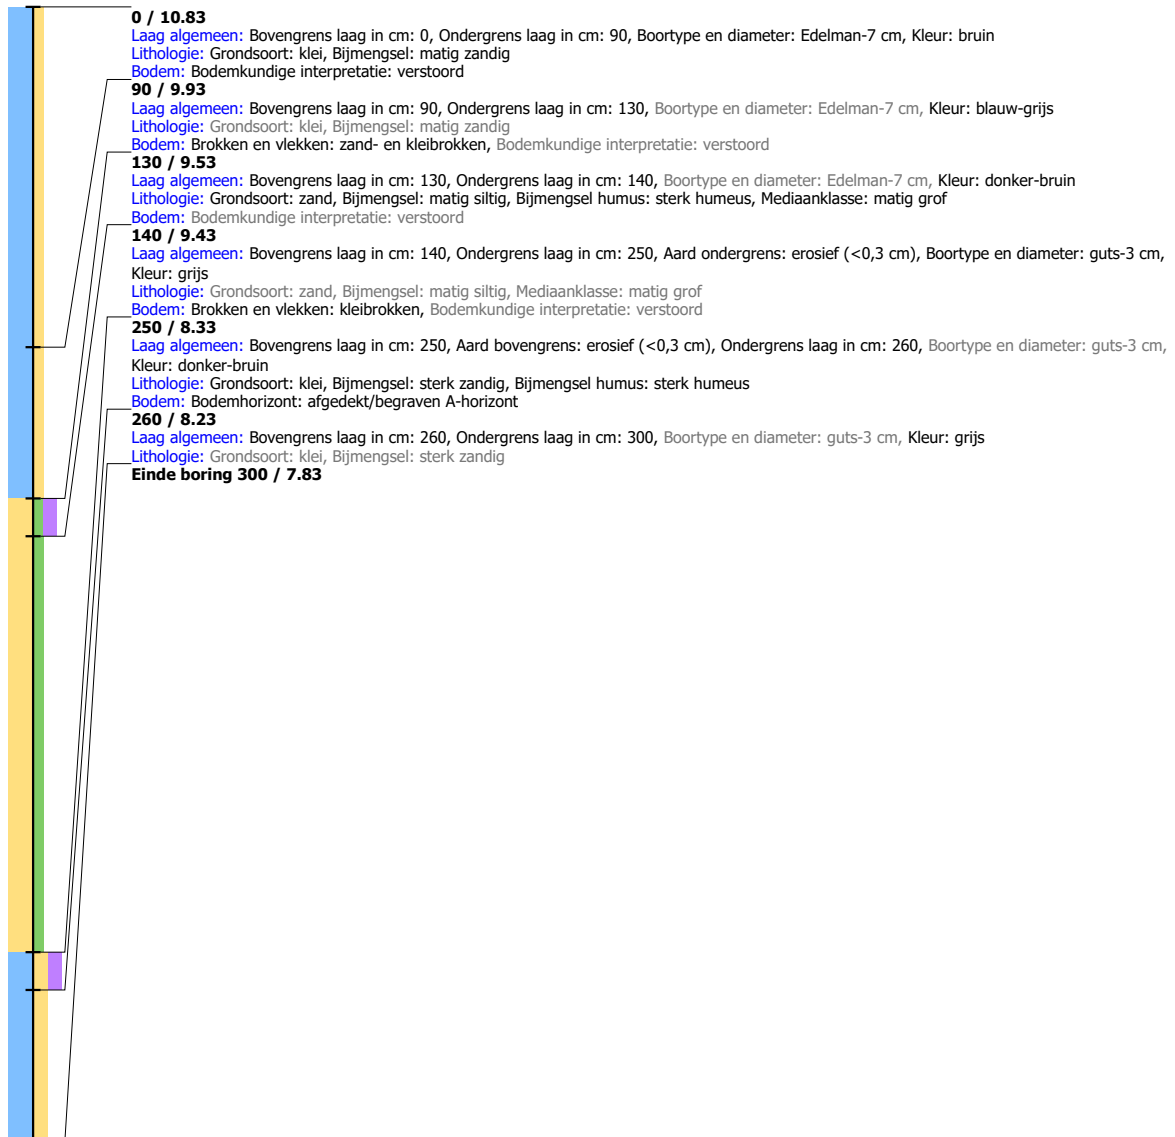 0 / 10.83
Laag algemeen: Bovengrens laag in cm: 0, Ondergrens laag in cm: 90, Boortype en diameter: Edelman-7 cm, Kleur: bruin
Lithologie: Grondsoort: klei, Bijmengsel: matig zandig
Bodem: Bodemkundige interpretatie: verstoord
90 / 9.93
Laag algemeen: Bovengrens laag in cm: 90, Ondergrens laag in cm: 130, Boortype en diameter: Edelman-7 cm, Kleur: blauw-grijs
Lithologie: Grondsoort: klei, Bijmengsel: matig zandig
Bodem: Brokken en vlekken: zand- en kleibrokken, Bodemkundige interpretatie: verstoord
130 / 9.53
Laag algemeen: Bovengrens laag in cm: 130, Ondergrens laag in cm: 140, Boortype en diameter: Edelman-7 cm, Kleur: donker-bruin
Lithologie: Grondsoort: zand, Bijmengsel: matig siltig, Bijmengsel humus: sterk humeus, Mediaanklasse: matig grof
Bodem: Bodemkundige interpretatie: verstoord
140 / 9.43
Laag algemeen: Bovengrens laag in cm: 140, Ondergrens laag in cm: 250, Aard ondergrens: erosief (<0,3 cm), Boortype en diameter: guts-3 cm,
Kleur: grijs
Lithologie: Grondsoort: zand, Bijmengsel: matig siltig, Mediaanklasse: matig grof
Bodem: Brokken en vlekken: kleibrokken, Bodemkundige interpretatie: verstoord
250 / 8.33
Laag algemeen: Bovengrens laag in cm: 250, Aard bovengrens: erosief (<0,3 cm), Ondergrens laag in cm: 260, Boortype en diameter: guts-3 cm,
Kleur: donker-bruin
Lithologie: Grondsoort: klei, Bijmengsel: sterk zandig, Bijmengsel humus: sterk humeus
Bodem: Bodemhorizont: afgedekt/begraven A-horizont
260 / 8.23
Laag algemeen: Bovengrens laag in cm: 260, Ondergrens laag in cm: 300, Boortype en diameter: guts-3 cm, Kleur: grijs
Lithologie: Grondsoort: klei, Bijmengsel: sterk zandig
Einde boring 300 / 7.83